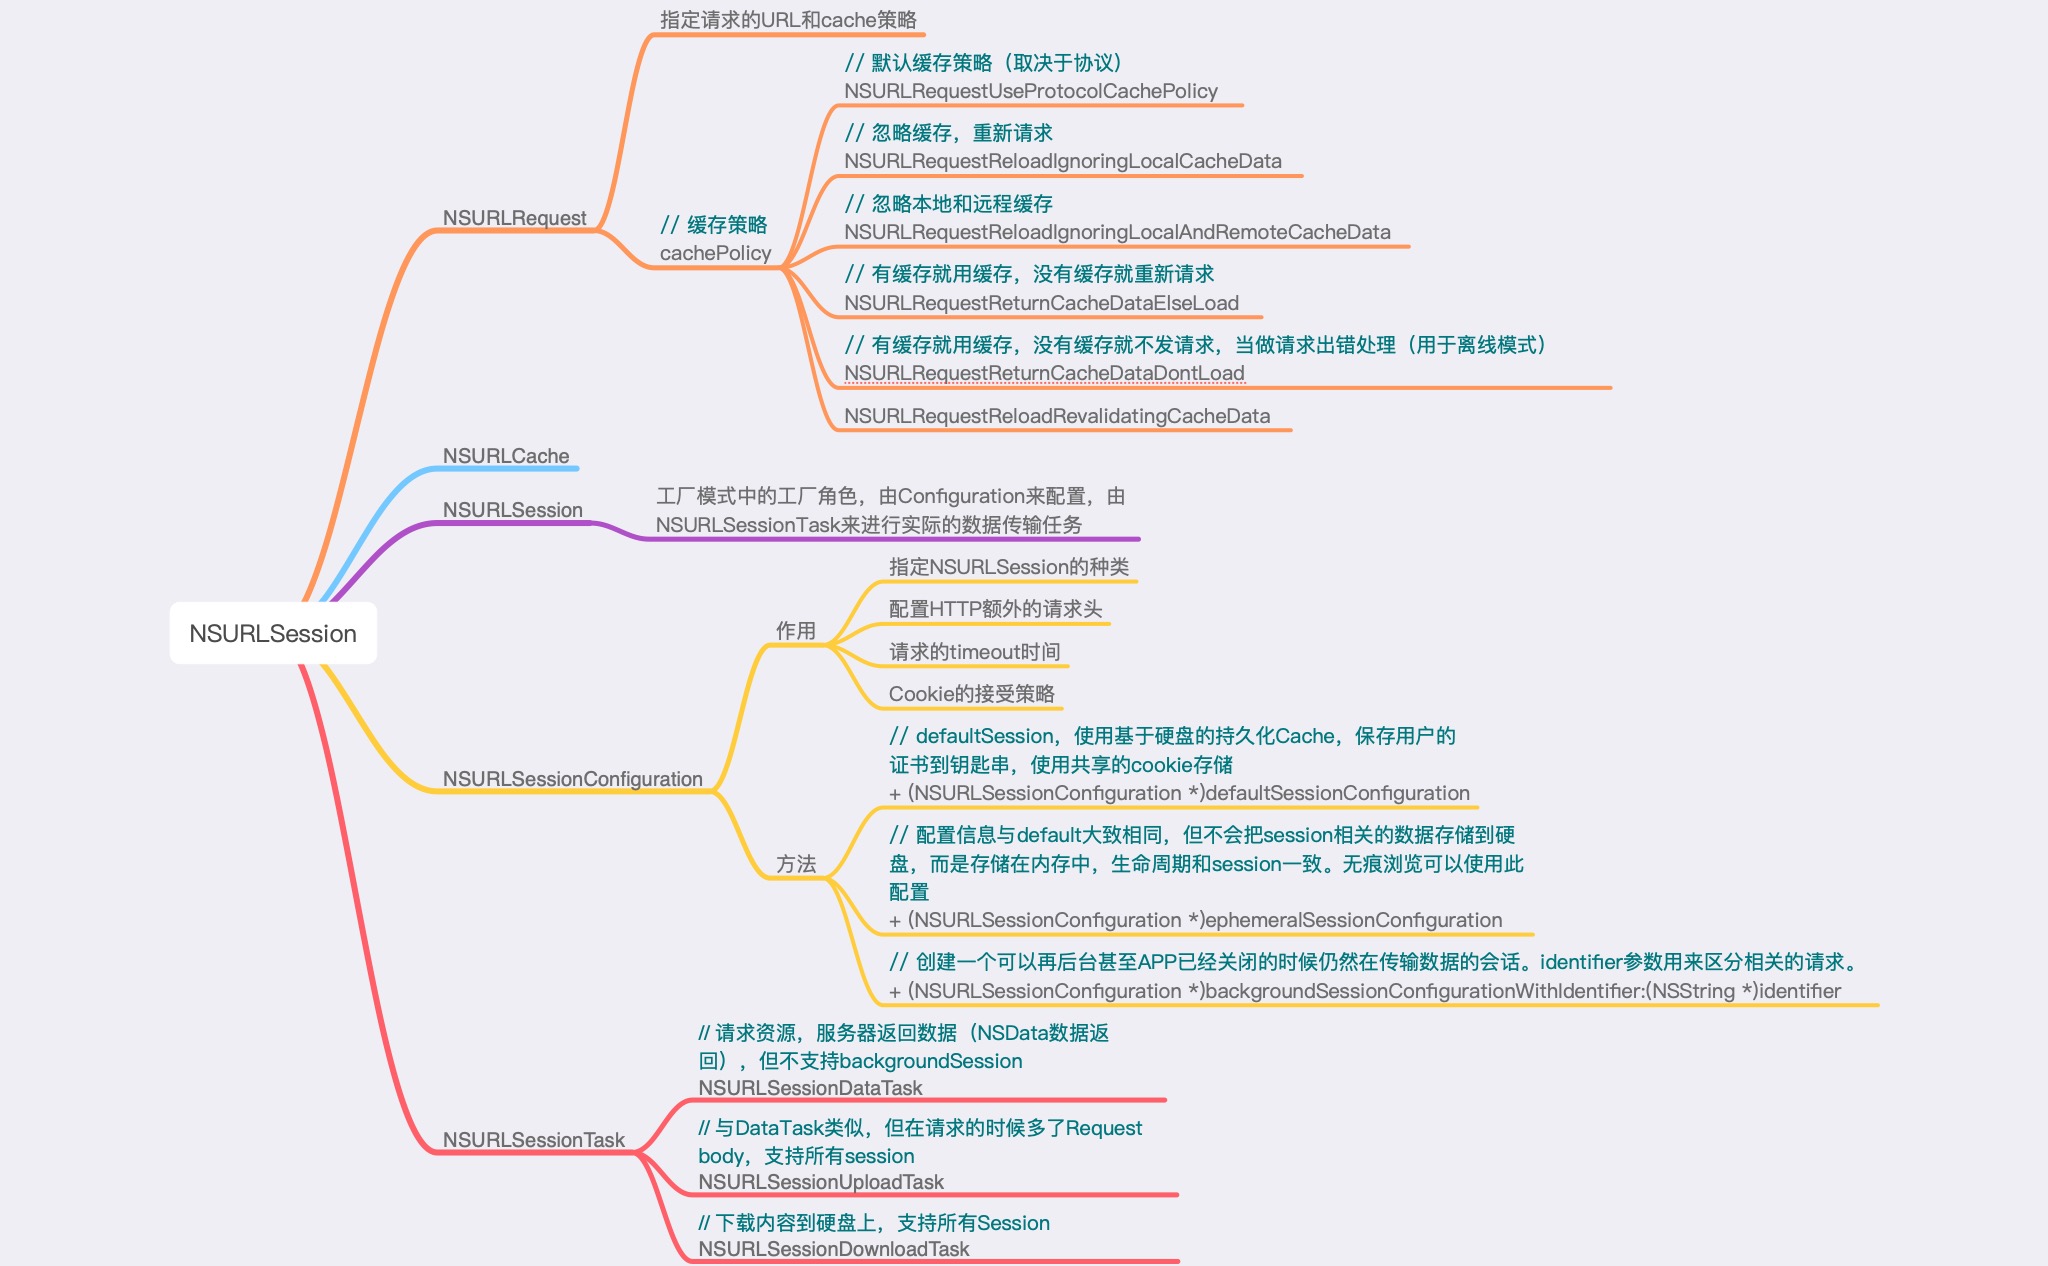 指定请求的URL和cache策略
// 默认缓存策略（取决于协议）
NSURLRequestUseProtocolCachePolicy
// 忽略缓存，重新请求
NSURLRequestReloadIgnoringLocalCacheData
// 忽略本地和远程缓存
NSURLRequestReloadIgnoringLocalAndRemoteCacheData
NSURLRequest
// 缓存策略
cachePolicy
// 有缓存就用缓存，没有缓存就重新请求
NSURLRequestReturnCacheDataElseLoad
// 有缓存就用缓存，没有缓存就不发请求，当做请求出错处理（用于离线模式）
NSURLRequestReturnCacheDataDontLoad
NSURLRequestReloadRevalidatingCacheData
NSURLCache
NSURLSession
工厂模式中的工厂角色，由Configuration来配置，由
NSURLSessionTask来进行实际的数据传输任务
NSURLSession
指定NSURLSession的种类
配置HTTP额外的请求头
作用
请求的timeout时间
Cookie的接受策略
NSURLSessionConfiguration
// defaultSession，使用基于硬盘的持久化Cache，保存用户的
证书到钥匙串，使用共享的cookie存储
+ (NSURLSessionConfiguration *)defaultSessionConfiguration
方法
// 配置信息与default大致相同，但不会把session相关的数据存储到硬
盘，而是存储在内存中，生命周期和session一致。无痕浏览可以使用此
配置
+ (NSURLSessionConfiguration *)ephemeralSessionConfiguration
// 创建一个可以再后台甚至APP已经关闭的时候仍然在传输数据的会话。identifier参数用来区分相关的请求。
+ (NSURLSessionConfiguration *)backgroundSessionConfigurationWithIdentifier:(NSString *)identifier
NSURLSessionTask
// 请求资源，服务器返回数据（NSData数据返
回），但不支持backgroundSession
NSURLSessionDataTask
// 与DataTask类似，但在请求的时候多了Request
body，支持所有session
NSURLSessionUploadTask
// 下载内容到硬盘上，支持所有Session
NSURLSessionDownloadTask